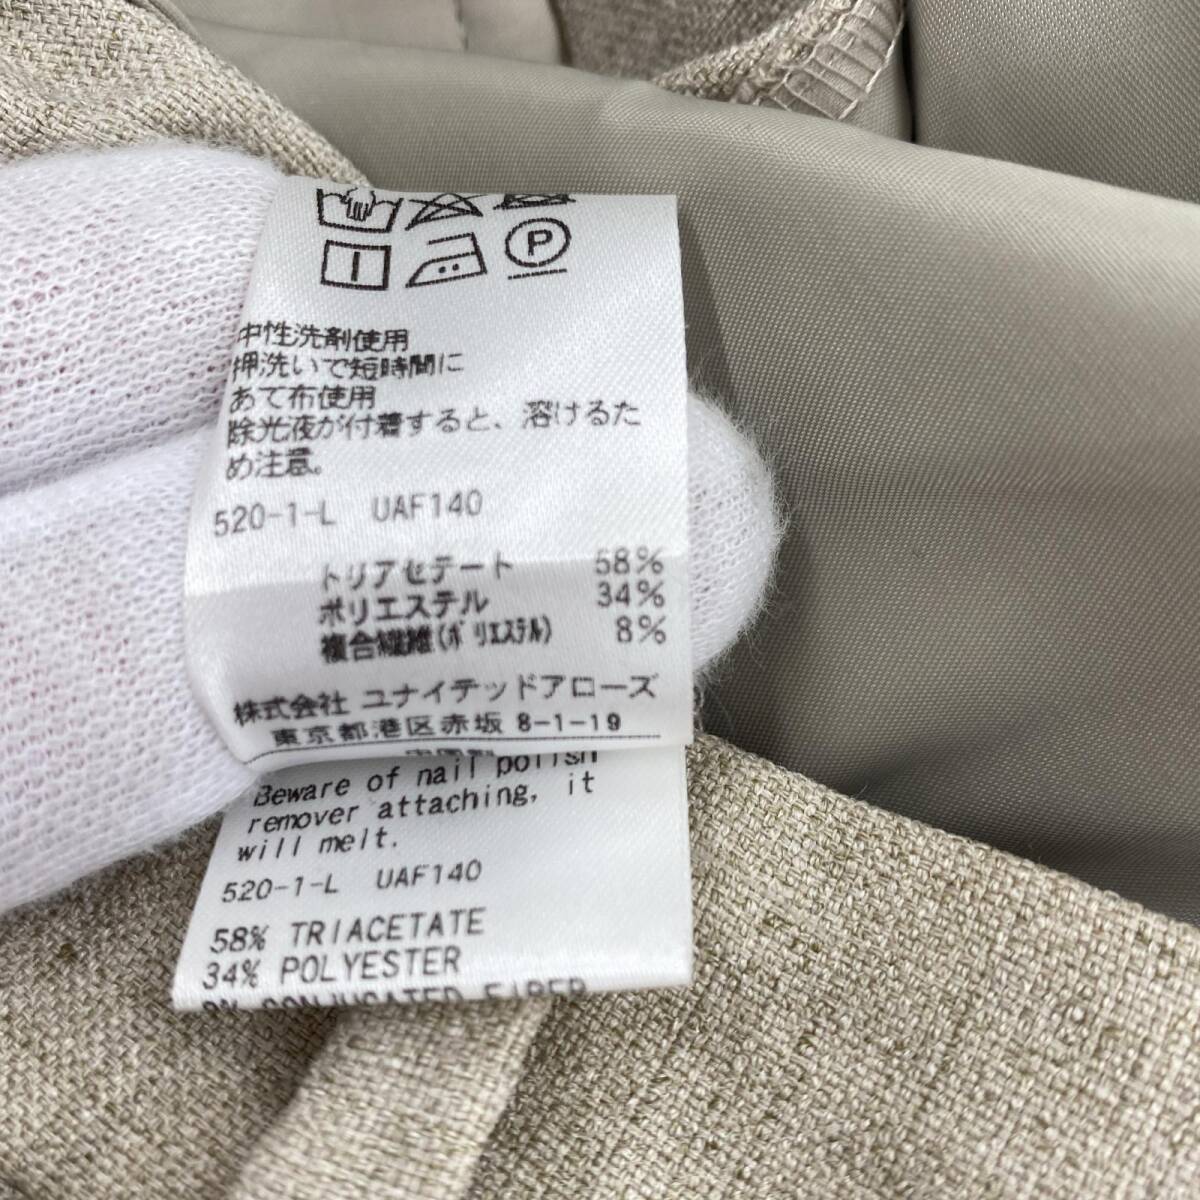 P
中性洗剤使用
押洗いで短時間に
あて布使用
除光液が付着すると、溶けるた
め注意。
520-1-L UAF140
トリアセテート 58%
ポリエステル 34%
複合繊維(ポリエステル) 8%
株式会社 ユナイテッドアローズ
東京都港区赤坂 8-1-19
Beware of nail polish
remover attaching, it
will melt.
520-1-L UAF140
58% TRIACETATE
34% POLYESTER
8% CONJUGATED FIBER